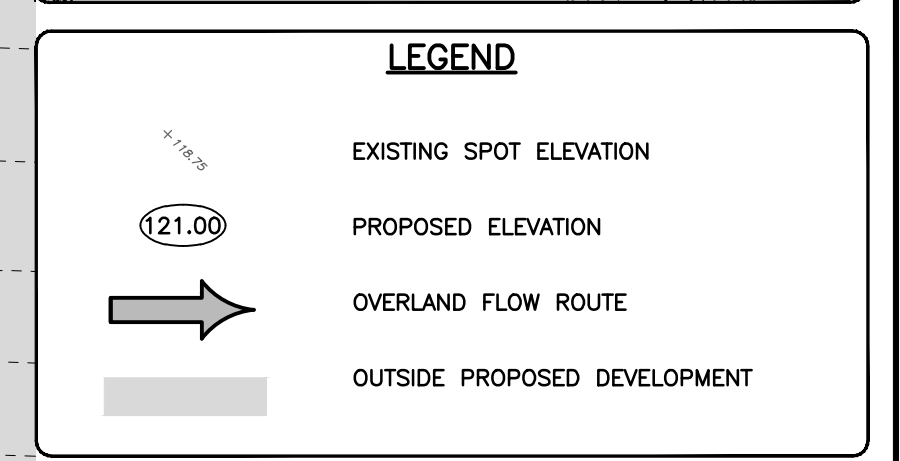 LEGEND
+ 118.75
EXISTING SPOT ELEVATION
121.00
PROPOSED ELEVATION
OVERLAND FLOW ROUTE
OUTSIDE PROPOSED DEVELOPMENT